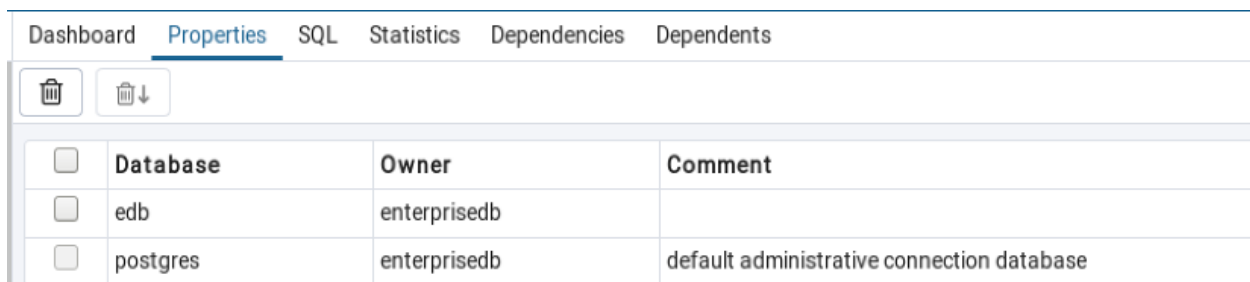 Dashboard Properties SQL Statistics Dependencies Dependents
Database Owner Comment
edb enterprisedb
postgres enterprisedb default administrative connection database